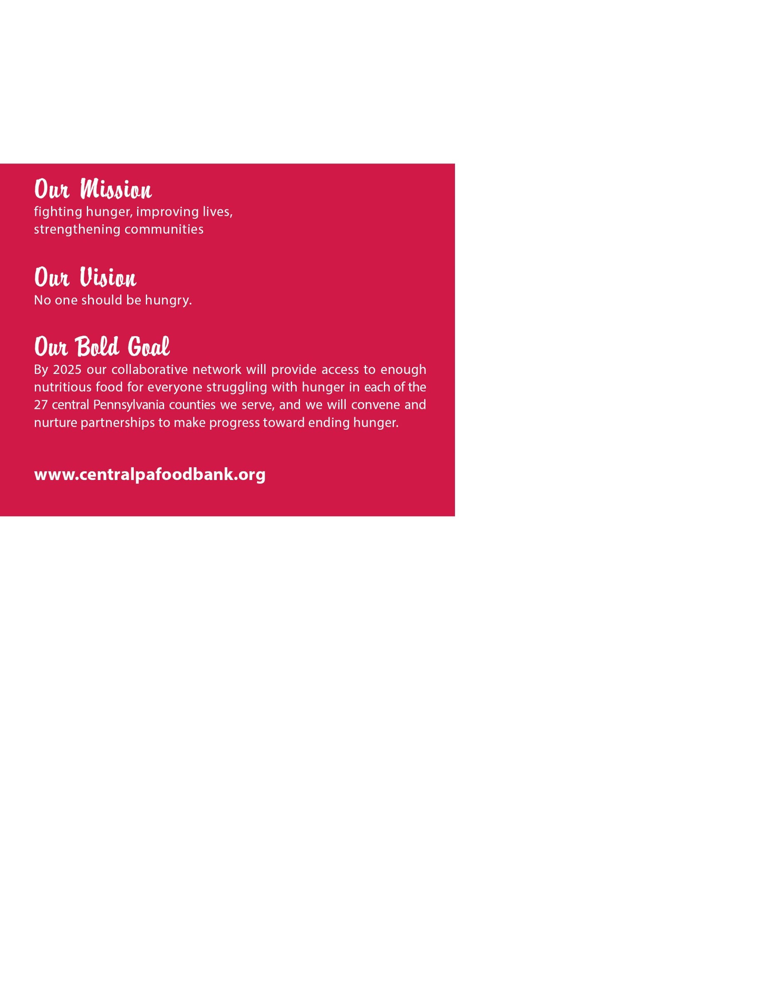 Our Mission
fighting hunger, improving lives,
strengthening communities
Our Vision
No one should be hungry.
Our Bold Goal
By 2025 our collaborative network will provide access to enough
nutritious food for everyone struggling with hunger in each of the
27 central Pennsylvania counties we serve, and we will convene and
nurture partnerships to make progress toward ending hunger.
www.centralpafoodbank.org